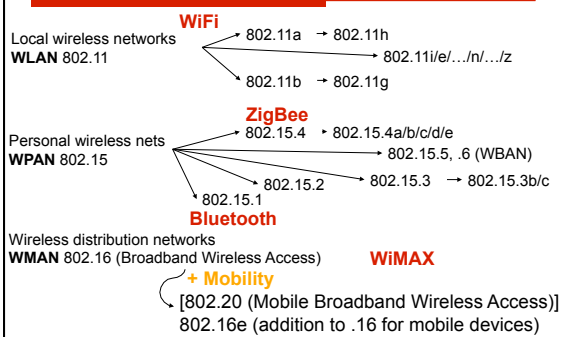 WiFi
Local wireless networks
WLAN 802.11
802.11a
802.11h
802.11i/e/…/n/…/z
802.11b
802.11g
ZigBee
Personal wireless nets
WPAN 802.15
802.15.4
802.15.4a/b/c/d/e
802.15.5, .6 (WBAN)
802.15.3
802.15.3b/c
802.15.2
802.15.1
Bluetooth
Wireless distribution networks
WMAN 802.16 (Broadband Wireless Access)
WiMAX
+ Mobility
[802.20 (Mobile Broadband Wireless Access)]
802.16e (addition to .16 for mobile devices)